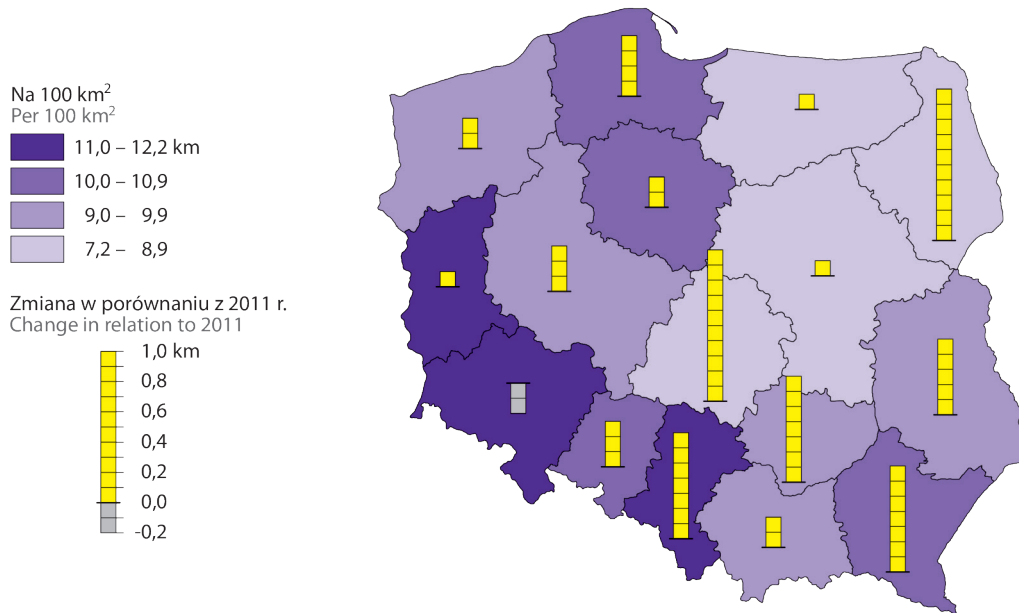 Na 100 km²
Per 100 km²
11,0 – 12,2 km
10,0 – 10,9
9,0 – 9,9
7,2 – 8,9
Zmiana w porównaniu z 2011 r.
Change in relation to 2011
1,0 km
0,8
0,6
0,4
0,2
0,0
-0,2